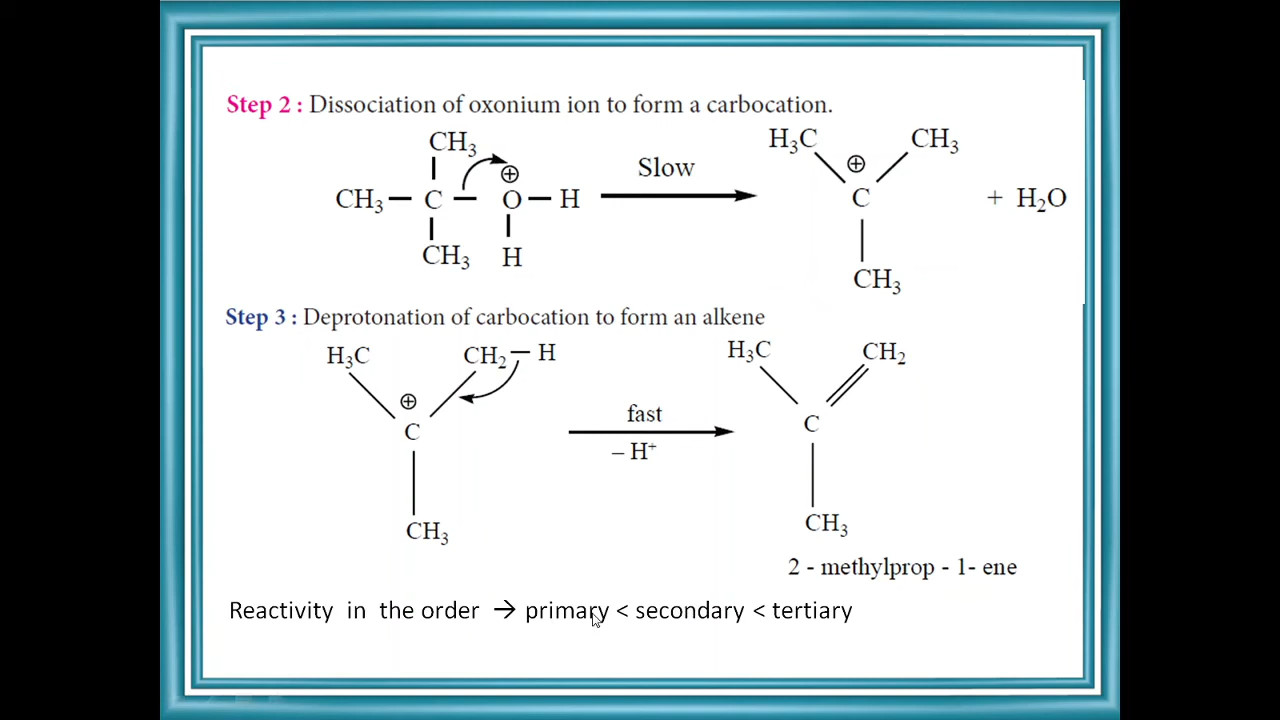 Step 2 : Dissociation of oxonium ion to form a carbocation.
CH₃
CH₃ – C – O – H
⊕
CH₃ H
Slow
H₃C CH₃
⊕
C
CH₃
+ H₂O
Step 3 : Deprotonation of carbocation to form an alkene
H₃C CH₂ – H
⊕
C
CH₃
fast
– H⁺
H₃C CH₂
C
CH₃
2 - methylprop - 1- ene
Reactivity in the order → primary < secondary < tertiary